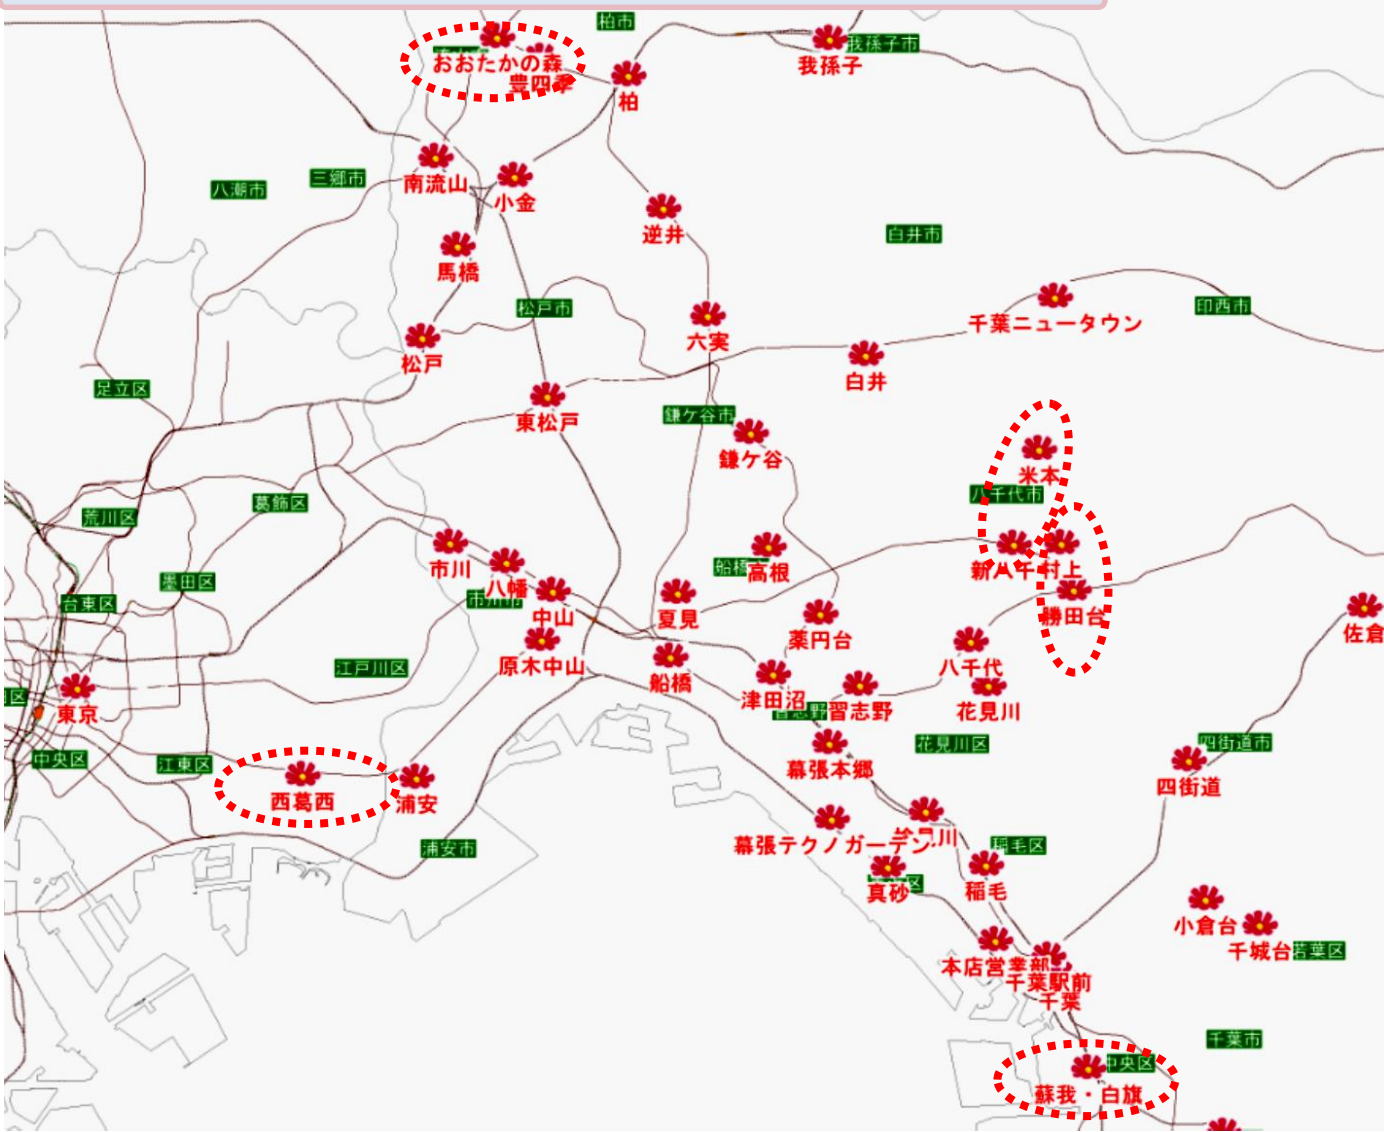 柏市
我孫子市
おおたかの森
豊四季
柏
我孫子
三郷市
八潮市
南流山
小金
逆井
白井市
馬橋
松戸市
印西市
千葉ニュータウン
松戸
六実
白井
足立区
東松戸
鎌ケ谷市
鎌ケ谷
米本
八千代市
葛飾区
荒川区
市川
八幡
高根
新八千
村上
墨田区
台東区
中山
夏見
勝田台
佐倉
薬円台
江戸川区
原木中山
船橋
八千代
東京
津田沼
習志野
花見川
中央区
江東区
花見川区
四街道市
幕張本郷
四街道
西葛西
浦安
浦安市
幕張テクノガーデン
稲毛区
真砂
稲毛
小倉台
千城台
若葉区
本店営業部
千葉駅前
千葉
千葉市
中央区
蘇我・白旗